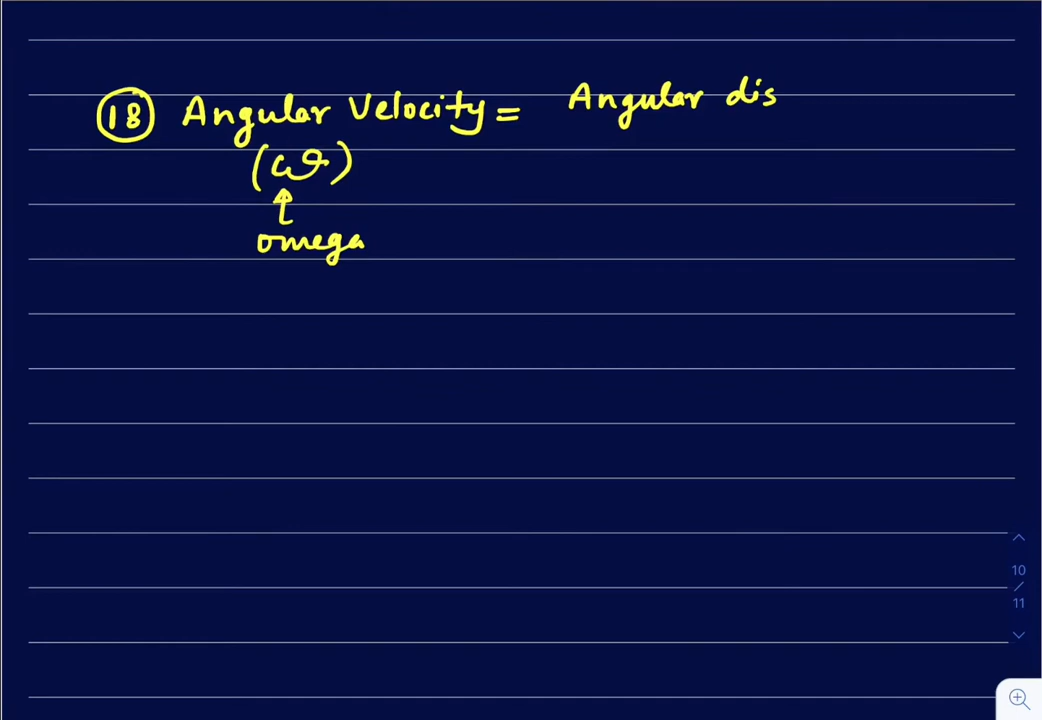 18 Angular Velocity = Angular dis
(ω)
omega
10
/
11